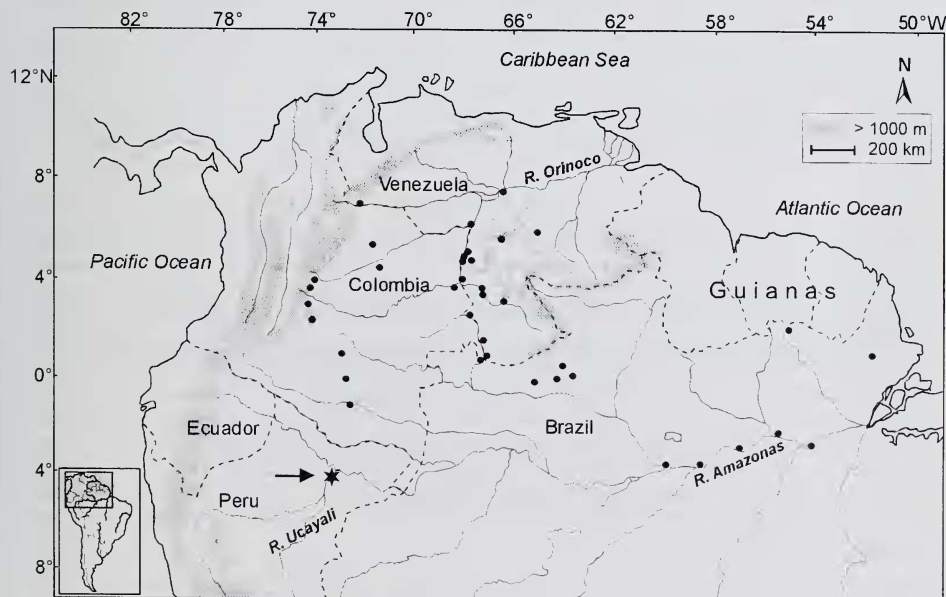 82° 78° 74° 70° 66° 62° 58° 54° 50°W
Caribbean Sea
N
12°N
> 1000 m
200 km
R. Orinoco
8°
Venezuela
Atlantic Ocean
Pacific Ocean
4°
Colombia
Guianas
0°
Ecuador
Brazil
4°
R. Amazonas
Peru
R. Ucayali
8°